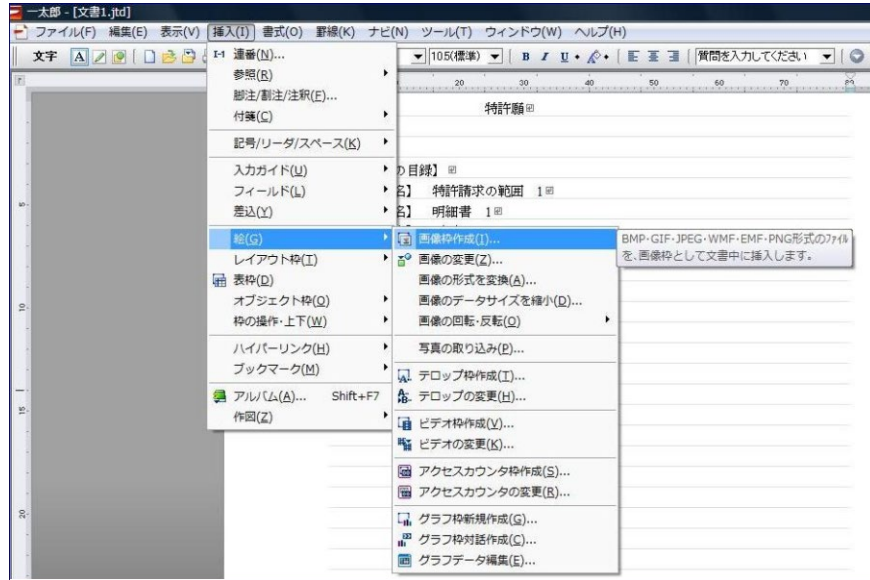 一太郎 - [文書1.jtd]
ファイル(F) 編集(E) 表示(V) 挿入(I) 書式(O) 罫線(K) ナビ(N) ツール(T) ウィンドウ(W) ヘルプ(H)
文字 A 10.5(標準) B I U 質問を入力してください
20 30 40 50 60 70
特許願
の目録】
名】 特許請求の範囲 1
名】 明細書 1
連番(N)...
参照(R)
脚注/割注/注釈(F)...
付箋(C)
記号/リーダ/スペース(K)
入力ガイド(U)
フィールド(L)
差込(Y)
絵(G)
レイアウト枠(T)
表枠(D)
オブジェクト枠(O)
枠の操作・上下(W)
ハイパーリンク(H)
ブックマーク(M)
アルバム(A)... Shift+F7
作図(Z)
画像枠作成(I)...
画像の変更(Z)...
画像の形式を変換(A)...
画像のデータサイズを縮小(D)...
画像の回転・反転(O)
写真の取り込み(P)...
テロップ枠作成(T)...
テロップの変更(H)...
ビデオ枠作成(V)...
ビデオの変更(K)...
アクセスカウンタ枠作成(S)...
アクセスカウンタの変更(R)...
グラフ枠新規作成(G)...
グラフ枠対話作成(C)...
グラフデータ編集(E)...
BMP・GIF・JPEG・WMF・EMF・PNG形式のファイル
を、画像枠として文書中に挿入します。